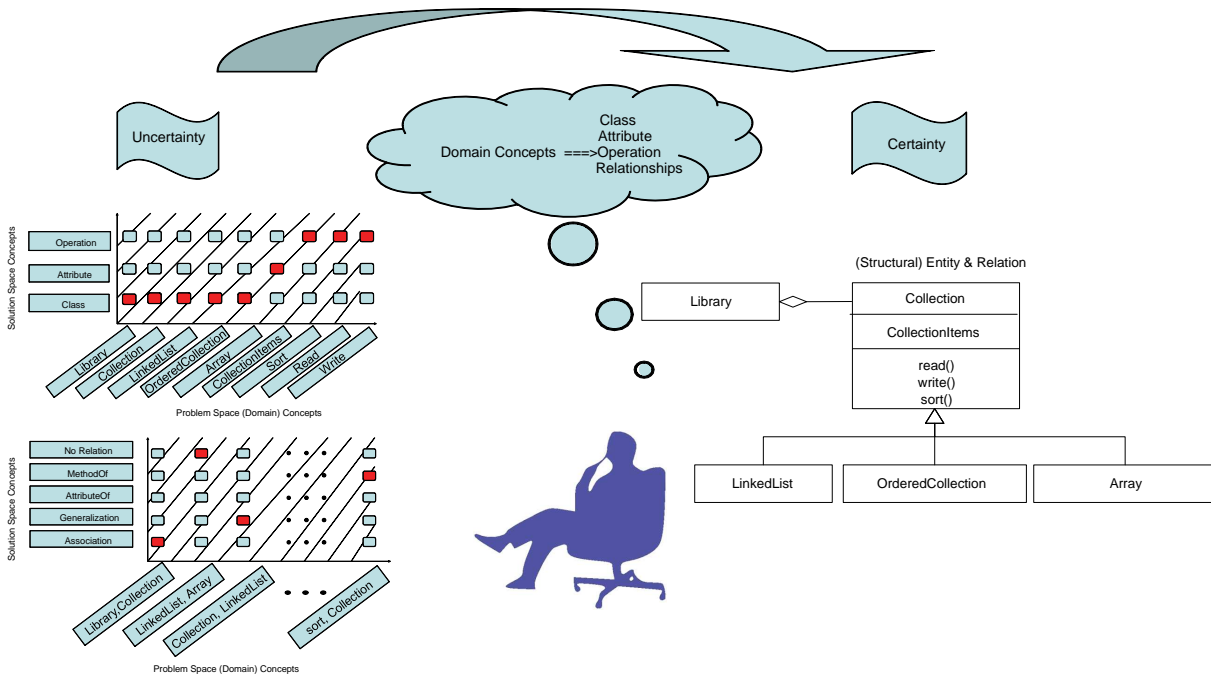 Uncertainty
Class
Attribute
Domain Concepts ===>Operation
Relationships
Certainty
Solution Space Concepts
Operation
Attribute
Class
Library
Collection
LinkedList
OrderedCollection
Array
CollectionItems
Sort
Read
Write
Problem Space (Domain) Concepts
Solution Space Concepts
No Relation
MethodOf
AttributeOf
Generalization
Association
Library,Collection
LinkedList, Array
Collection, LinkedList
sort, Collection
Problem Space (Domain) Concepts
(Structural) Entity & Relation
Library
Collection
CollectionItems
read()
write()
sort()
LinkedList
OrderedCollection
Array